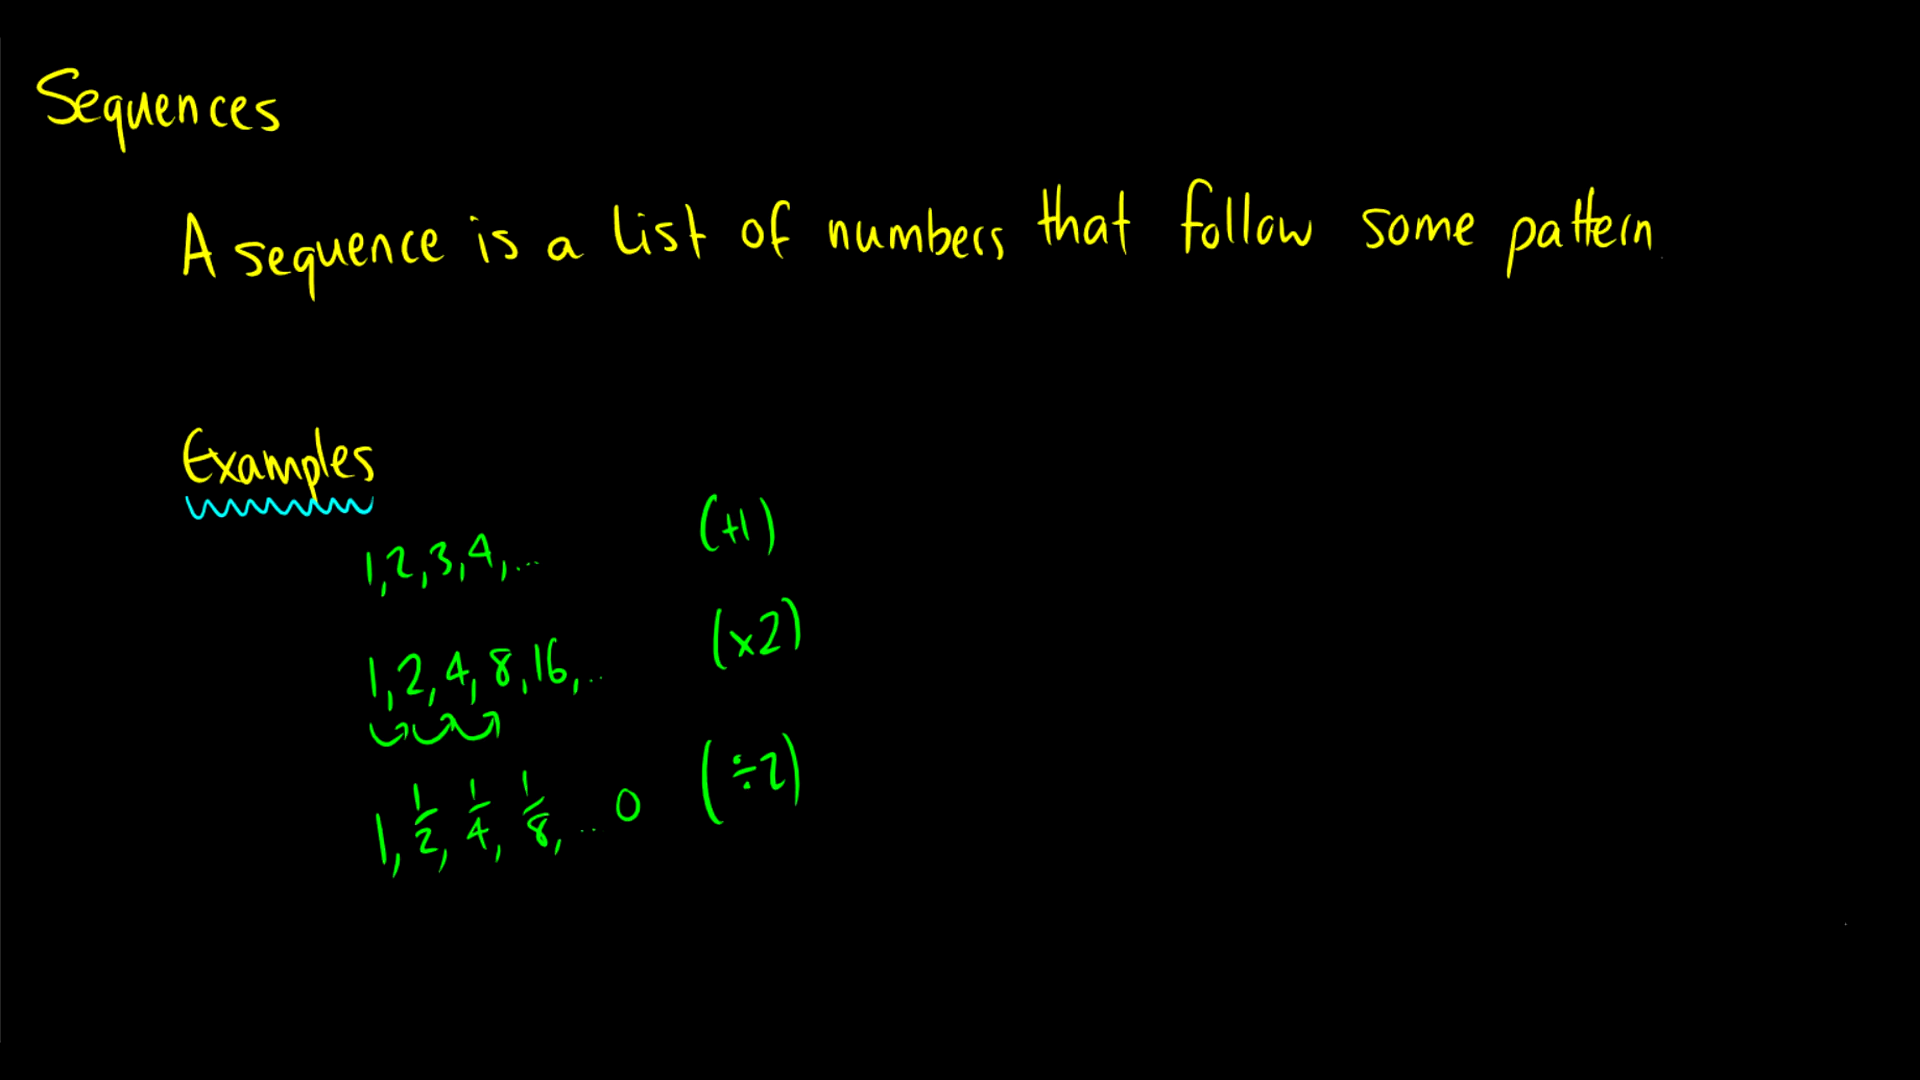 Sequences
A sequence is a list of numbers that follow some pattern.
Examples
1, 2, 3, 4, ... (+1)
1, 2, 4, 8, 16, .. (×2)
1, 1/2, 1/4, 1/8, .. 0 (÷2)